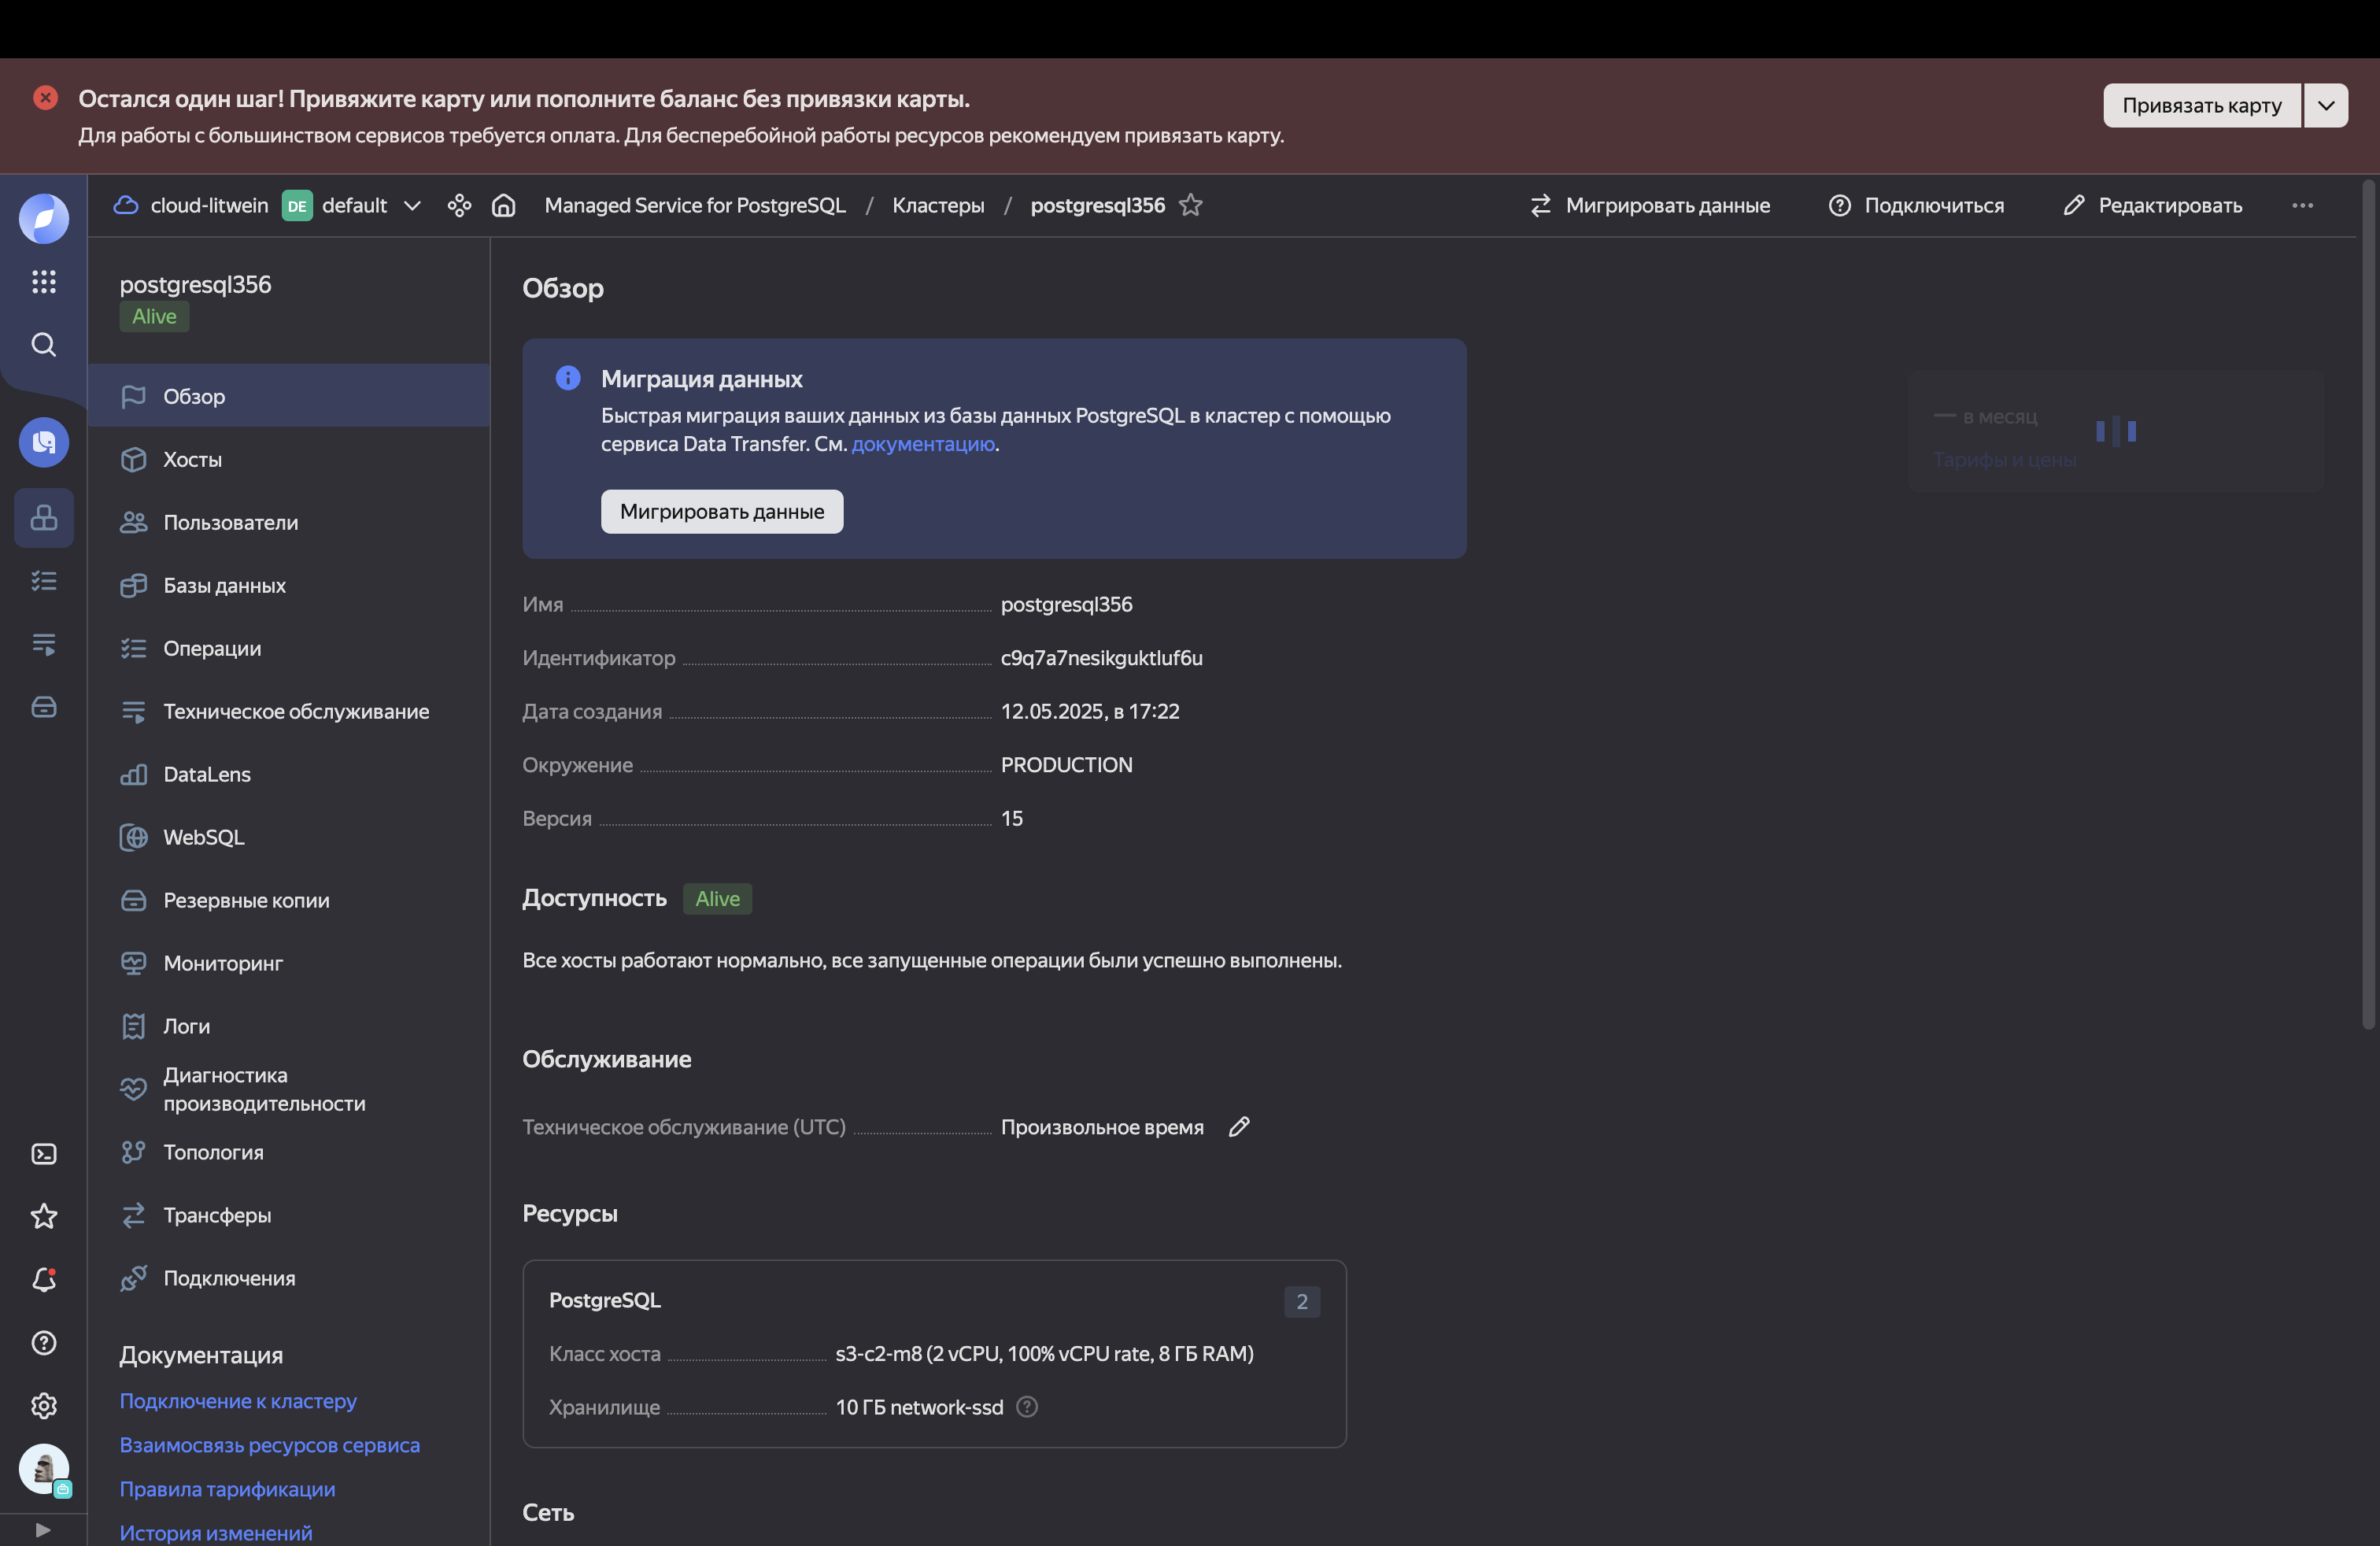 Остался один шаг! Привяжите карту или пополните баланс без привязки карты.
Для работы с большинством сервисов требуется оплата. Для бесперебойной работы ресурсов рекомендуем привязать карту.
Привязать карту
cloud-litwein DE default
Managed Service for PostgreSQL / Кластеры / postgresql356
Мигрировать данные
Подключиться
Редактировать
postgresql356
Alive
Обзор
Хосты
Пользователи
Базы данных
Операции
Техническое обслуживание
DataLens
WebSQL
Резервные копии
Мониторинг
Логи
Диагностика
производительности
Топология
Трансферы
Подключения
Документация
Подключение к кластеру
Взаимосвязь ресурсов сервиса
Правила тарификации
История изменений
Обзор
Миграция данных
Быстрая миграция ваших данных из базы данных PostgreSQL в кластер с помощью
сервиса Data Transfer. См. документацию.
Мигрировать данные
— в месяц
Тарифы и цены
Имя postgresql356
Идентификатор c9q7a7nesikguktluf6u
Дата создания 12.05.2025, в 17:22
Окружение PRODUCTION
Версия 15
Доступность Alive
Все хосты работают нормально, все запущенные операции были успешно выполнены.
Обслуживание
Техническое обслуживание (UTC) Произвольное время
Ресурсы
PostgreSQL 2
Класс хоста s3-c2-m8 (2 vCPU, 100% vCPU rate, 8 ГБ RAM)
Хранилище 10 ГБ network-ssd
Сеть